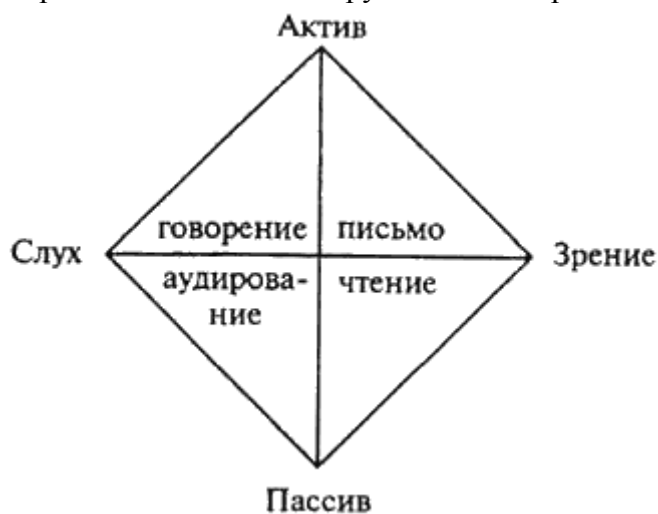 Актив
говорение письмо
Слух Зрение
аудирова- чтение
ние
Пассив